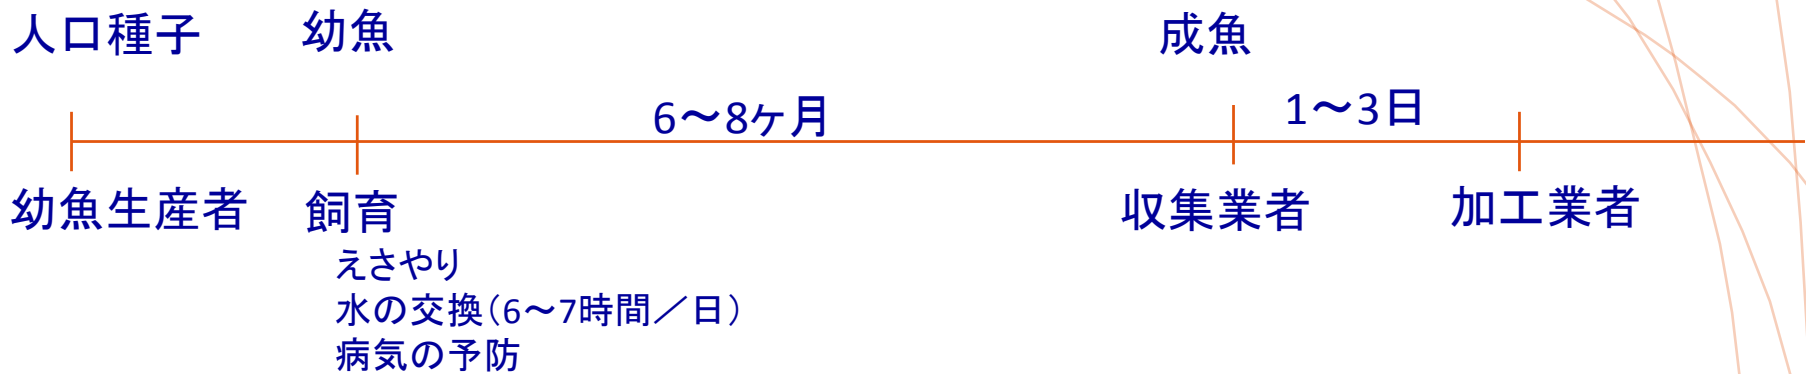 人口種子
幼魚
成魚
6～8ヶ月
1～3日
幼魚生産者
飼育
収集業者
加工業者
えさやり
水の交換（6～7時間／日）
病気の予防